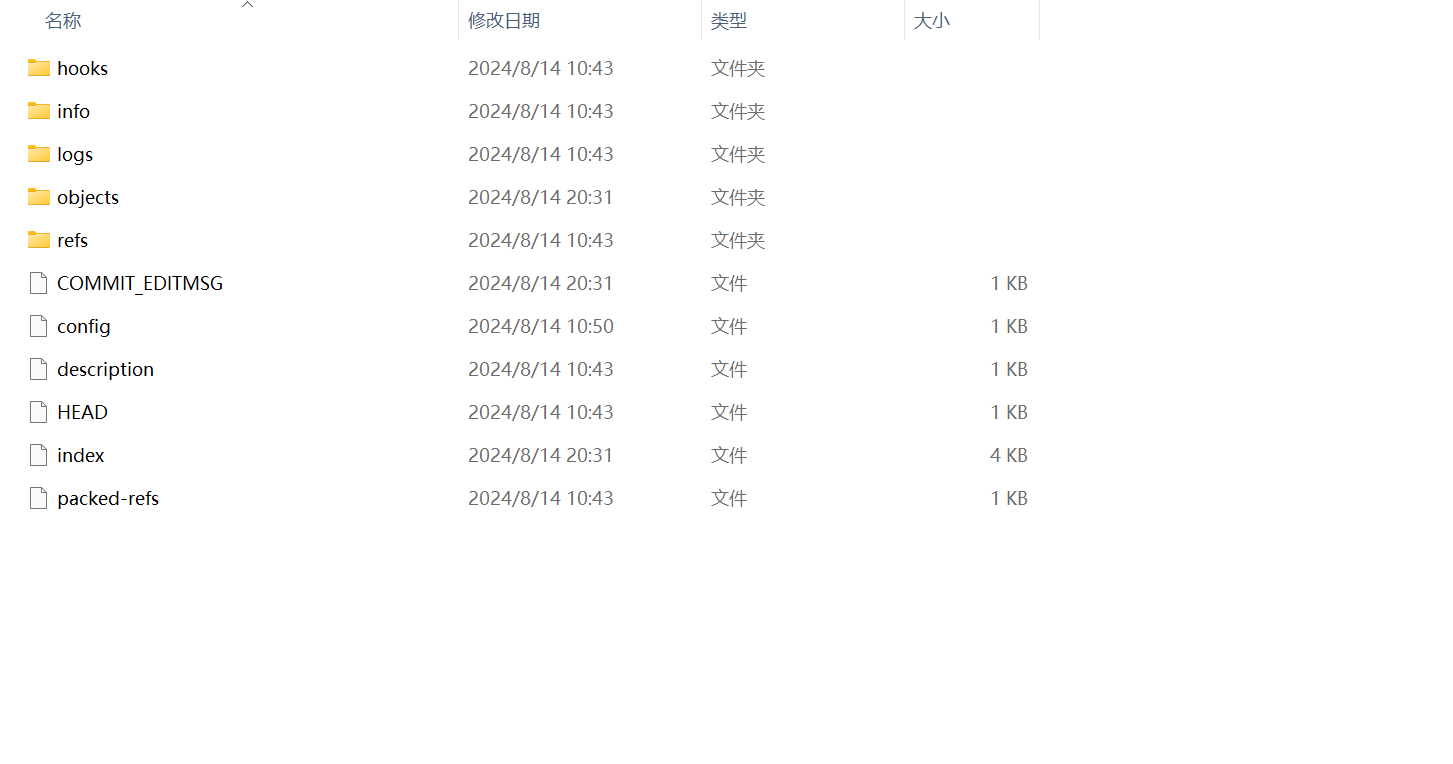 名称 修改日期 类型 大小
hooks 2024/8/14 10:43 文件夹
info 2024/8/14 10:43 文件夹
logs 2024/8/14 10:43 文件夹
objects 2024/8/14 20:31 文件夹
refs 2024/8/14 10:43 文件夹
COMMIT_EDITMSG 2024/8/14 20:31 文件 1 KB
config 2024/8/14 10:50 文件 1 KB
description 2024/8/14 10:43 文件 1 KB
HEAD 2024/8/14 10:43 文件 1 KB
index 2024/8/14 20:31 文件 4 KB
packed-refs 2024/8/14 10:43 文件 1 KB